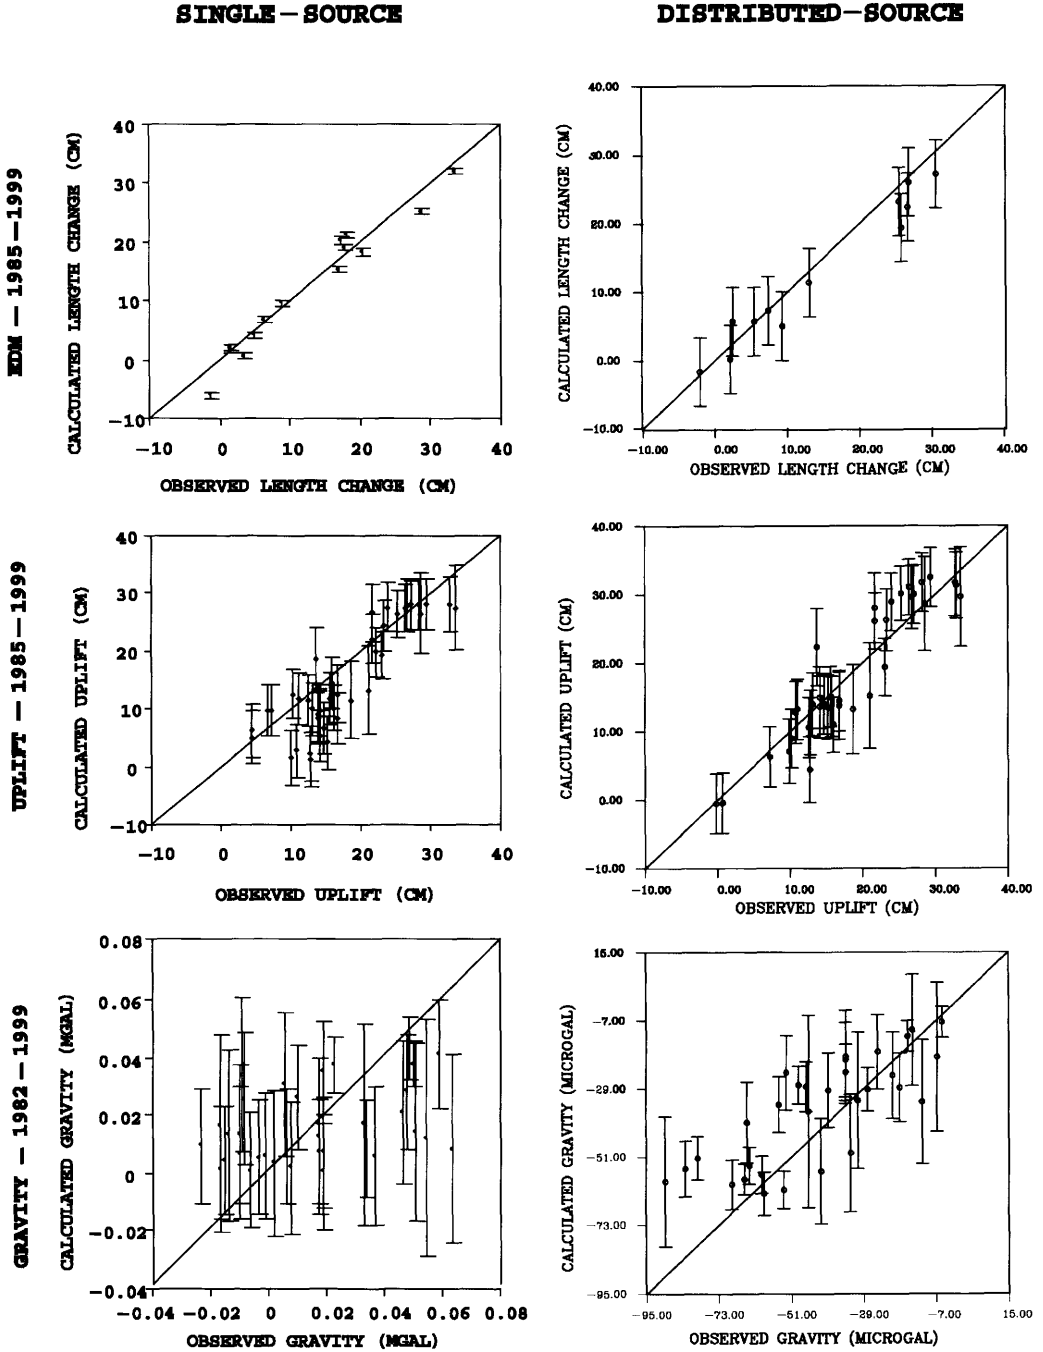 SINGLE—SOURCE
DISTRIBUTED—SOURCE
EDM — 1985—1999
CALCULATED LENGTH CHANGE (CM)
40
30
20
10
0
−10
−10 0 10 20 30 40
OBSERVED LENGTH CHANGE (CM)
CALCULATED LENGTH CHANGE (CM)
40.00
30.00
20.00
10.00
0.00
−10.00
−10.00 0.00 10.00 20.00 30.00 40.00
OBSERVED LENGTH CHANGE (CM)
UPLIFT — 1985—1999
CALCULATED UPLIFT (CM)
40
30
20
10
0
−10
−10 0 10 20 30 40
OBSERVED UPLIFT (CM)
CALCULATED UPLIFT (CM)
40.00
30.00
20.00
10.00
0.00
−10.00
−10.00 0.00 10.00 20.00 30.00 40.00
OBSERVED UPLIFT (CM)
GRAVITY — 1982—1999
CALCULATED GRAVITY (MGAL)
0.08
0.06
0.04
0.02
0
−0.02
−0.04
−0.04 −0.02 0 0.02 0.04 0.06 0.08
OBSERVED GRAVITY (MGAL)
CALCULATED GRAVITY (MICROGAL)
15.00
−7.00
−29.00
−51.00
−73.00
−95.00
−95.00 −73.00 −51.00 −29.00 −7.00 15.00
OBSERVED GRAVITY (MICROGAL)